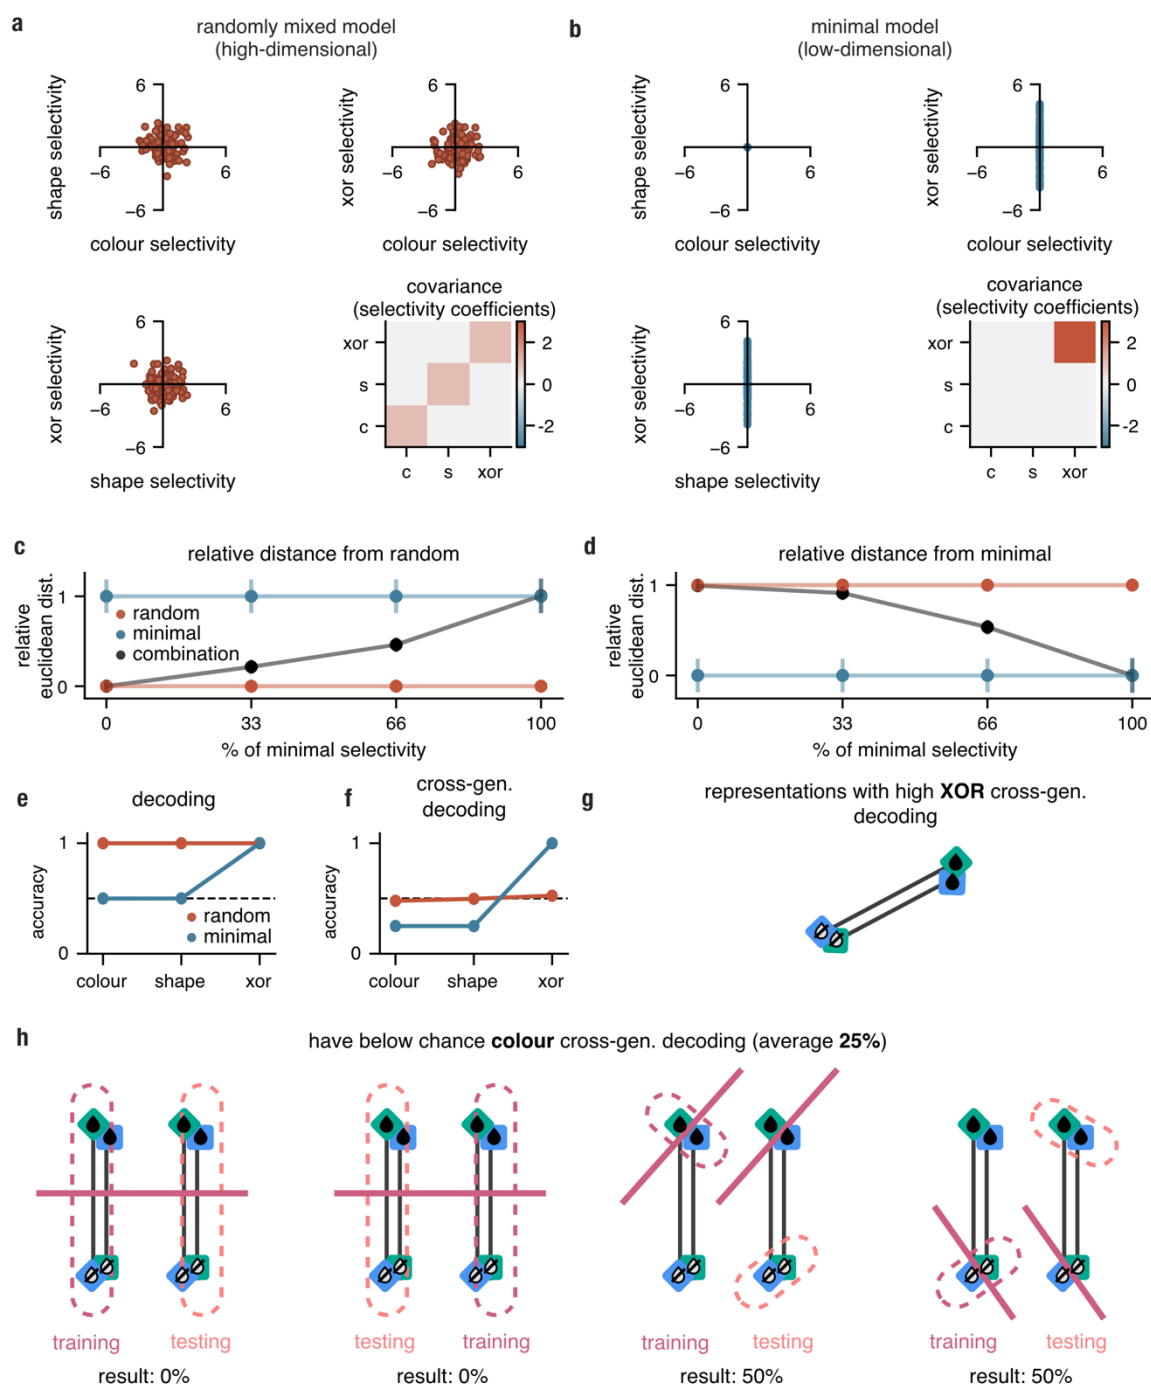 a
randomly mixed model
(high-dimensional)
b
minimal model
(low-dimensional)
shape selectivity
6
−6
6
−6
colour selectivity
xor selectivity
6
−6
6
−6
colour selectivity
shape selectivity
6
−6
6
−6
colour selectivity
xor selectivity
6
−6
6
−6
colour selectivity
xor selectivity
6
−6
6
−6
shape selectivity
covariance
(selectivity coefficients)
xor
s
c
c s xor
2
0
-2
xor selectivity
6
−6
6
−6
shape selectivity
covariance
(selectivity coefficients)
xor
s
c
c s xor
2
0
-2
c
relative distance from random
relative
euclidean dist.
1
0
random
minimal
combination
0 33 66 100
% of minimal selectivity
d
relative distance from minimal
relative
euclidean dist.
1
0
0 33 66 100
% of minimal selectivity
e
decoding
accuracy
1
0
random
minimal
colour shape xor
f
cross-gen.
decoding
accuracy
1
0
colour shape xor
g
representations with high XOR cross-gen.
decoding
h
have below chance colour cross-gen. decoding (average 25%)
training testing
result: 0%
testing training
result: 0%
training testing
result: 50%
training testing
result: 50%